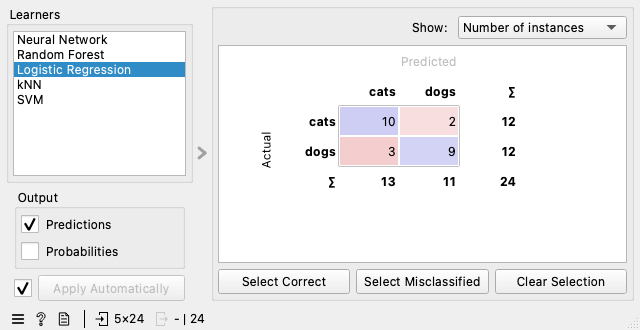 Learners
Neural Network
Random Forest
Logistic Regression
kNN
SVM
Output
Predictions
Probabilities
Apply Automatically
5×24
- | 24
Show: Number of instances
Predicted
cats dogs ∑
Actual
cats 10 2 12
dogs 3 9 12
∑ 13 11 24
Select Correct Select Misclassified Clear Selection